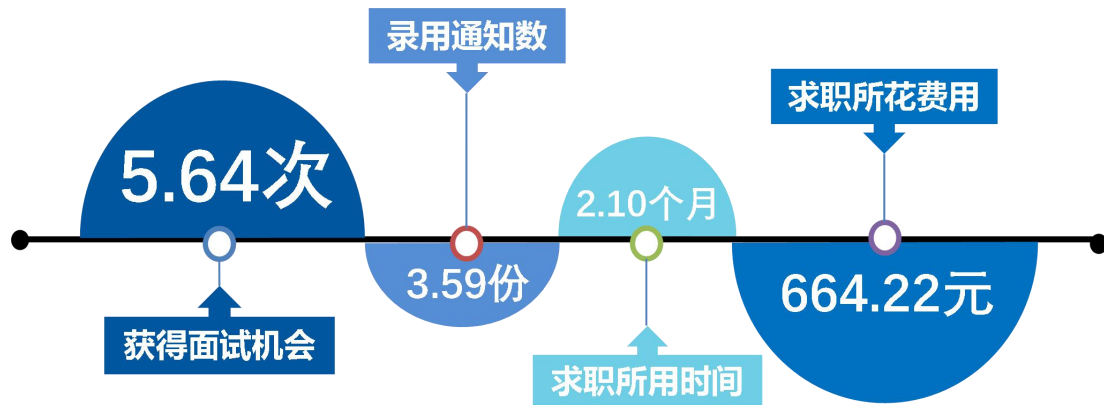 录用通知数
求职所花费用
5.64次
2.10个月
3.59份
664.22元
获得面试机会
求职所用时间